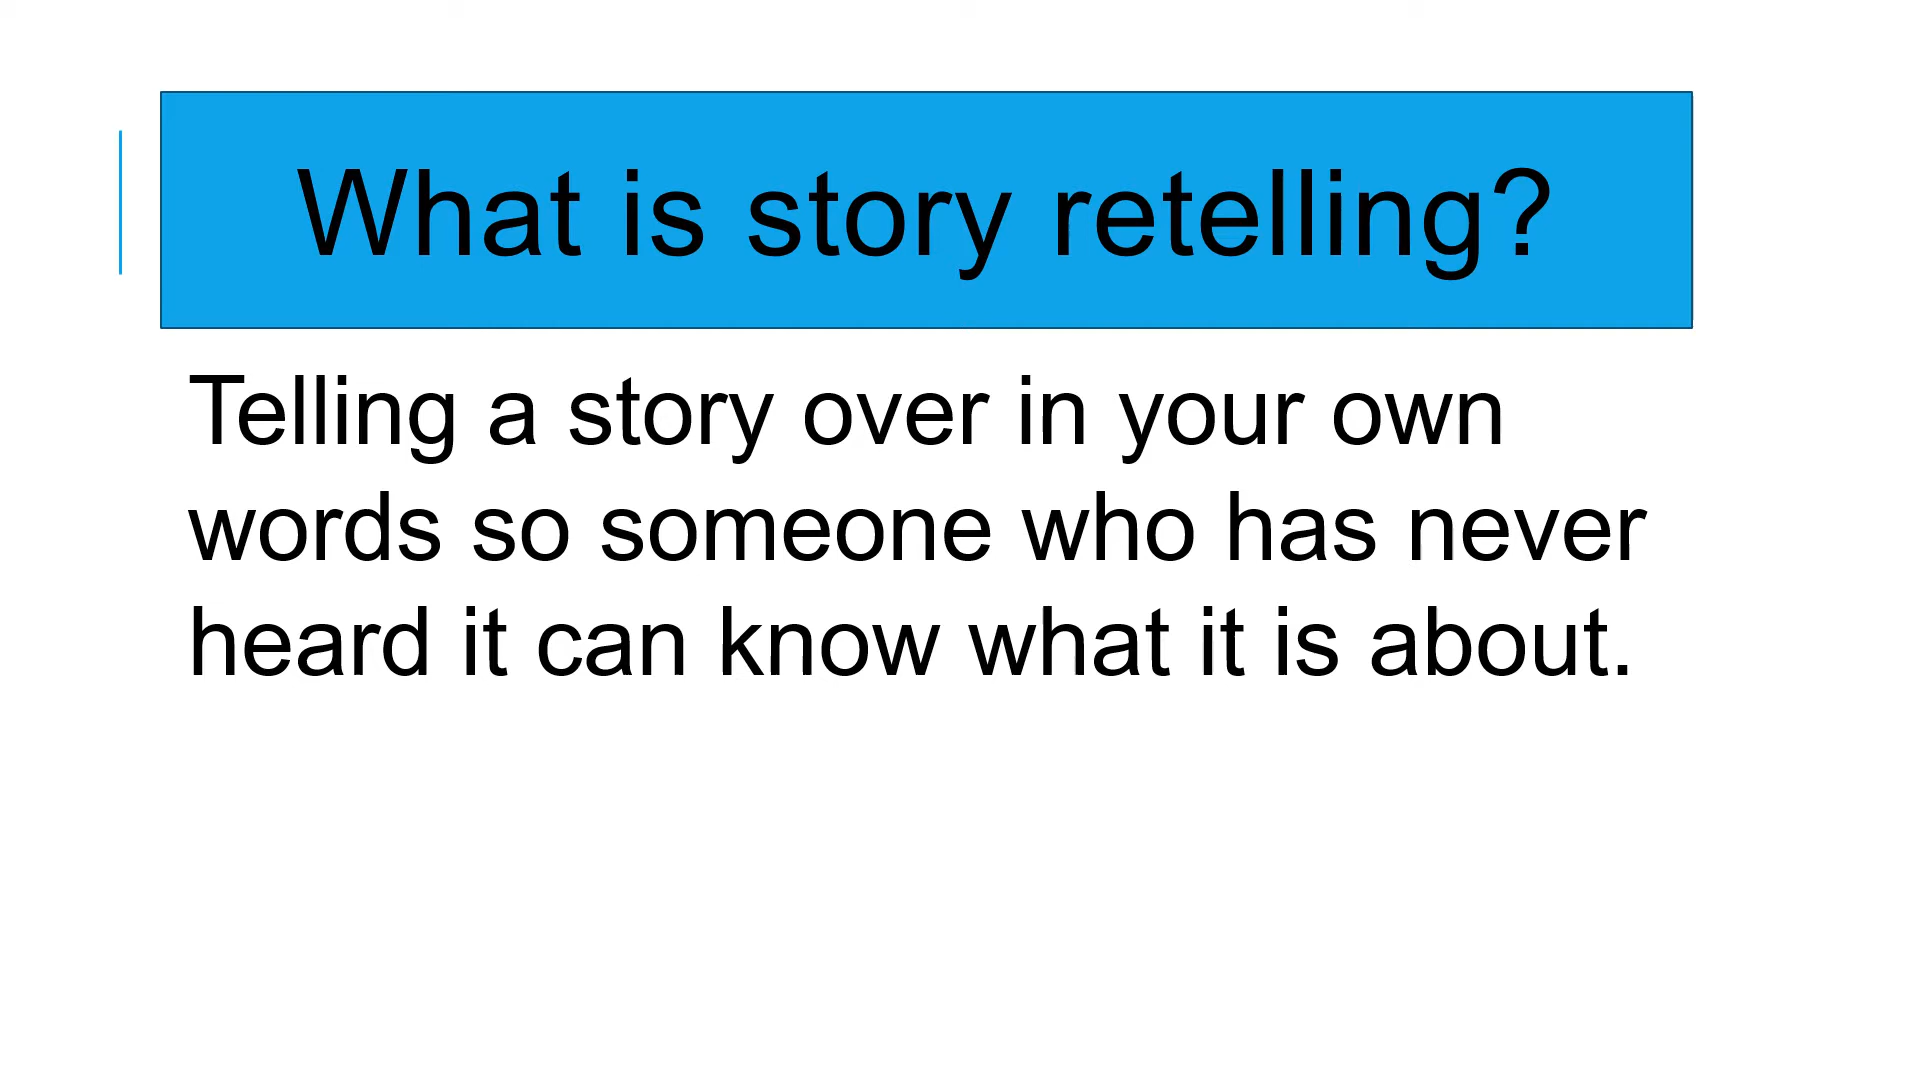 What is story retelling?
Telling a story over in your own
words so someone who has never
heard it can know what it is about.